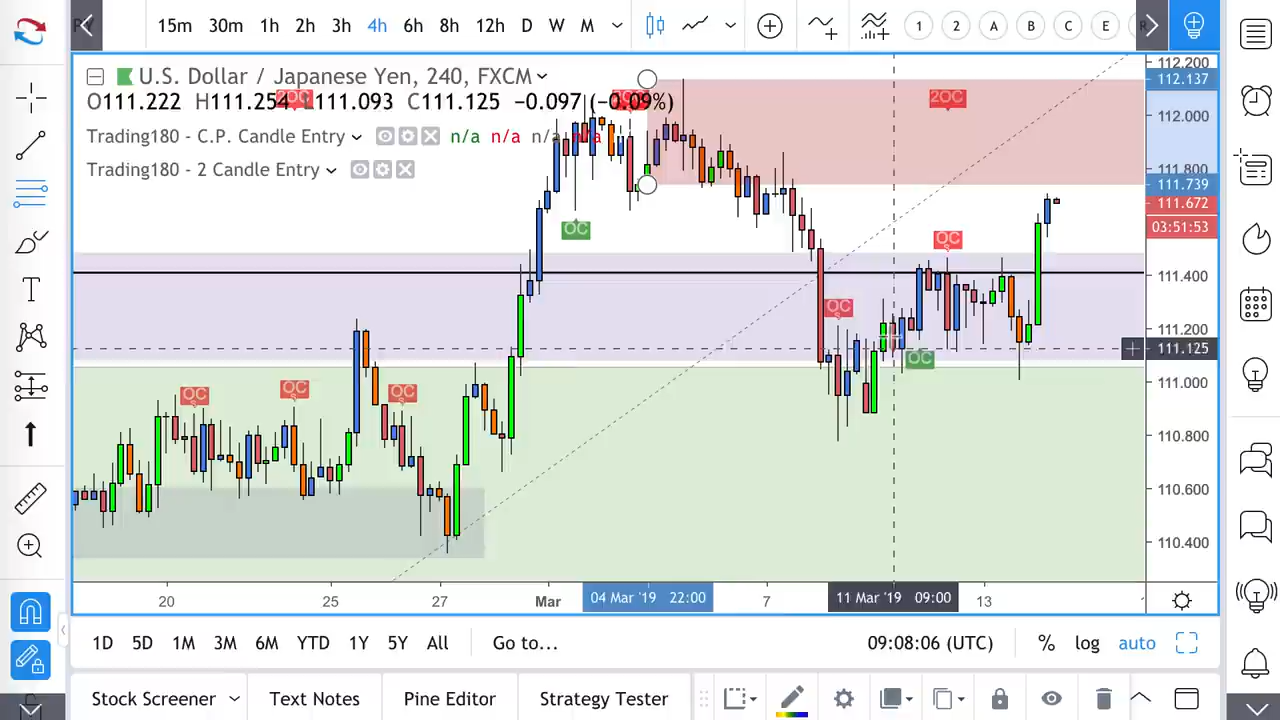 15m 30m 1h 2h 3h 4h 6h 8h 12h D W M 1 2 A B C E
U.S. Dollar / Japanese Yen, 240, FXCM
O111.222 H111.254 L111.093 C111.125 −0.097 (−0.09%)
Trading180 - C.P. Candle Entry n/a n/a n/a n/a
Trading180 - 2 Candle Entry
2OC
OC
OC
OC
OC
OC
OC
OC
OC
112.200
112.137
112.000
111.800
111.739
111.672
03:51:53
111.400
111.200
111.125
111.000
110.800
110.600
110.400
20 25 27 Mar 04 Mar '19 22:00 7 11 Mar '19 09:00 13
1D 5D 1M 3M 6M YTD 1Y 5Y All Go to... 09:08:06 (UTC) % log auto
Stock Screener Text Notes Pine Editor Strategy Tester